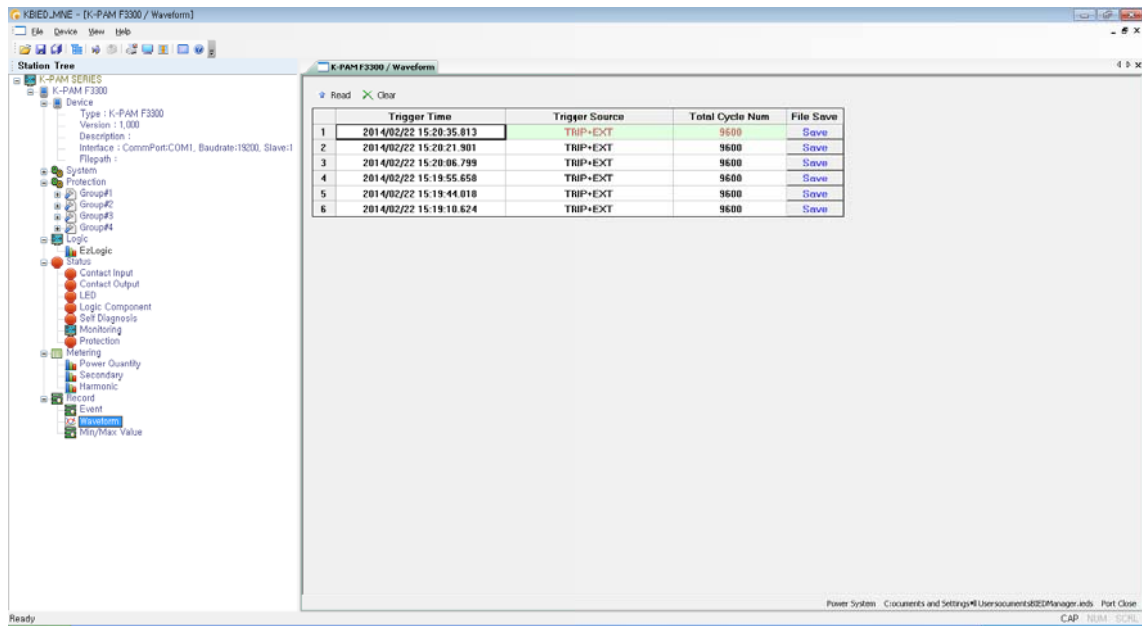 KBIED_MNE - [K-PAM F3300 / Waveform]
File Device View Help
Station Tree
K-PAM SERIES
K-PAM F3300
Device
Type : K-PAM F3300
Version : 1,000
Description :
Interface : CommPort:COM1, Baudrate:19200, Slave:1
Filepath :
System
Protection
Group#1
Group#2
Group#3
Group#4
Logic
EzLogic
Status
Contact Input
Contact Output
LED
Logic Component
Self Diagnosis
Monitoring
Protection
Metering
Power Quantity
Secondary
Harmonic
Record
Event
Waveform
Min/Max Value
K-PAM F3300 / Waveform
Read Clear
Trigger Time Trigger Source Total Cycle Num File Save
1 2014/02/22 15:20:35.813 TRIP+EXT 9600 Save
2 2014/02/22 15:20:21.901 TRIP+EXT 9600 Save
3 2014/02/22 15:20:06.799 TRIP+EXT 9600 Save
4 2014/02/22 15:19:55.658 TRIP+EXT 9600 Save
5 2014/02/22 15:19:44.018 TRIP+EXT 9600 Save
6 2014/02/22 15:19:10.624 TRIP+EXT 9600 Save
Power System Port Close
Ready CAP NUM SCRL